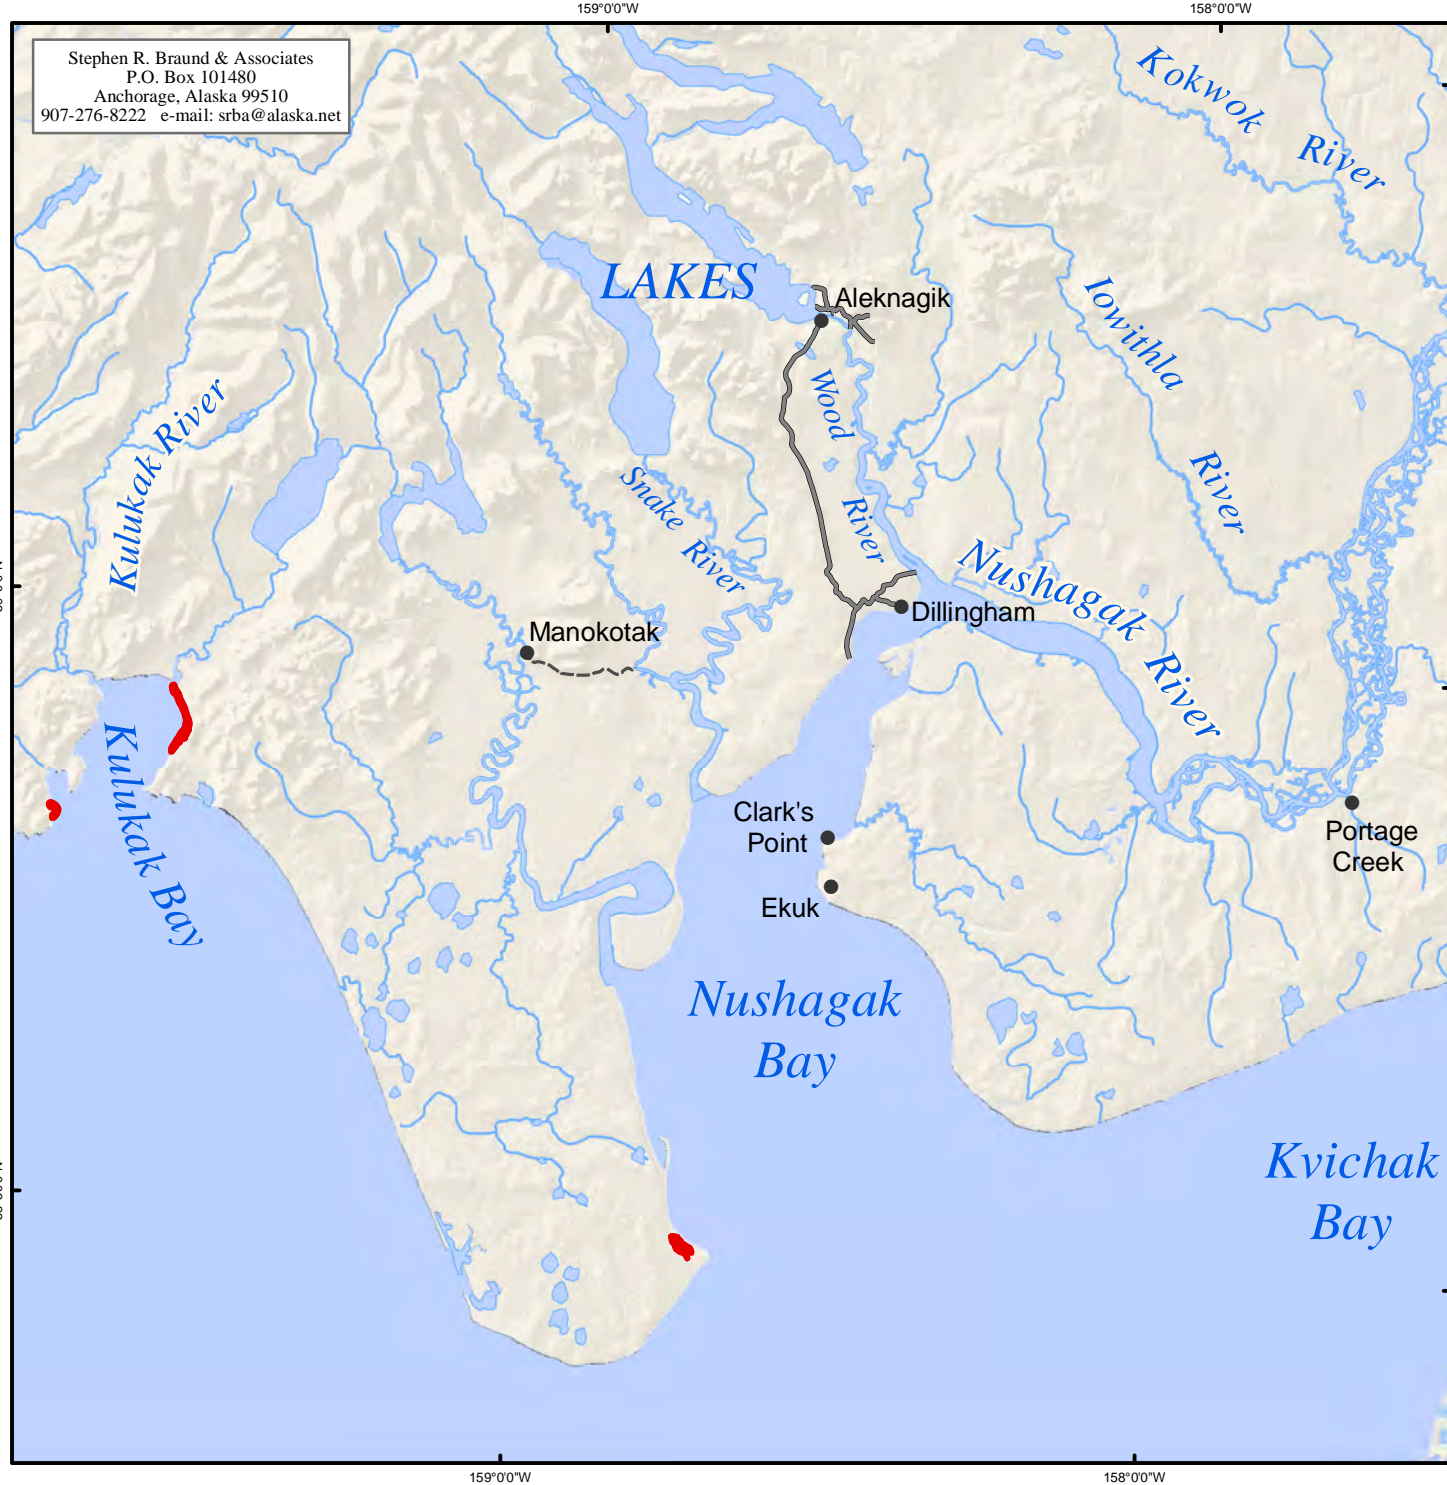 159°0'0"W
158°0'0"W
Stephen R. Braund & Associates
P.O. Box 101480
Anchorage, Alaska 99510
907-276-8222 e-mail: srba@alaska.net
Kokwok River
LAKES
Aleknagik
Iowithla River
Wood River
Kulukak River
Snake River
Nushagak River
Dillingham
Manokotak
Kulukak Bay
Clark's
Point
Portage
Creek
Ekuk
Nushagak
Bay
Kvichak
Bay
159°0'0"W
158°0'0"W